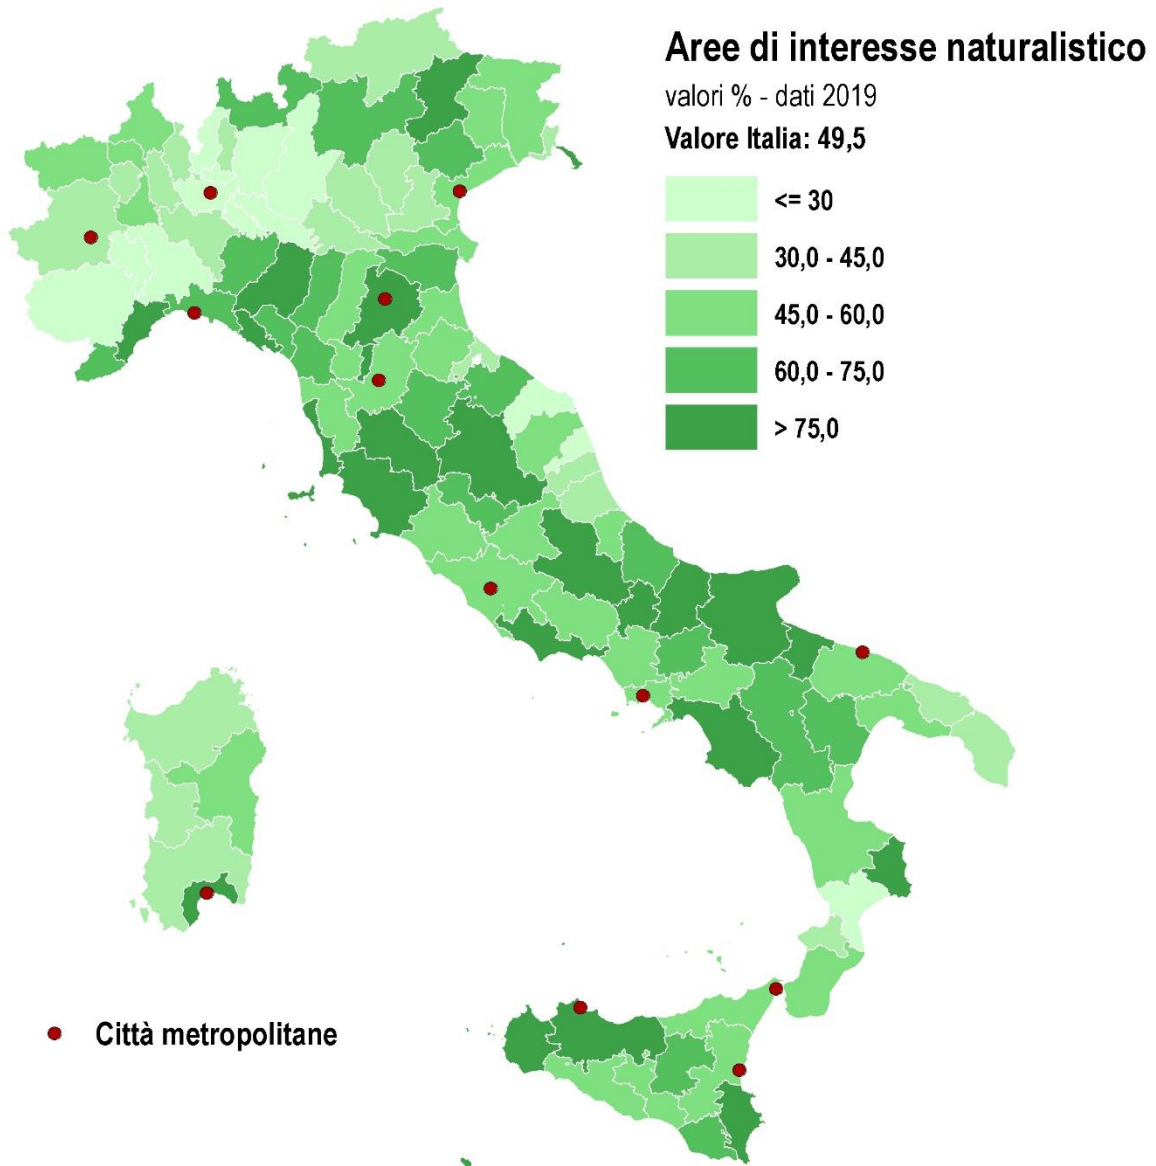 Aree di interesse naturalistico
valori % - dati 2019
Valore Italia: 49,5
<= 30
30,0 - 45,0
45,0 - 60,0
60,0 - 75,0
> 75,0
Città metropolitane